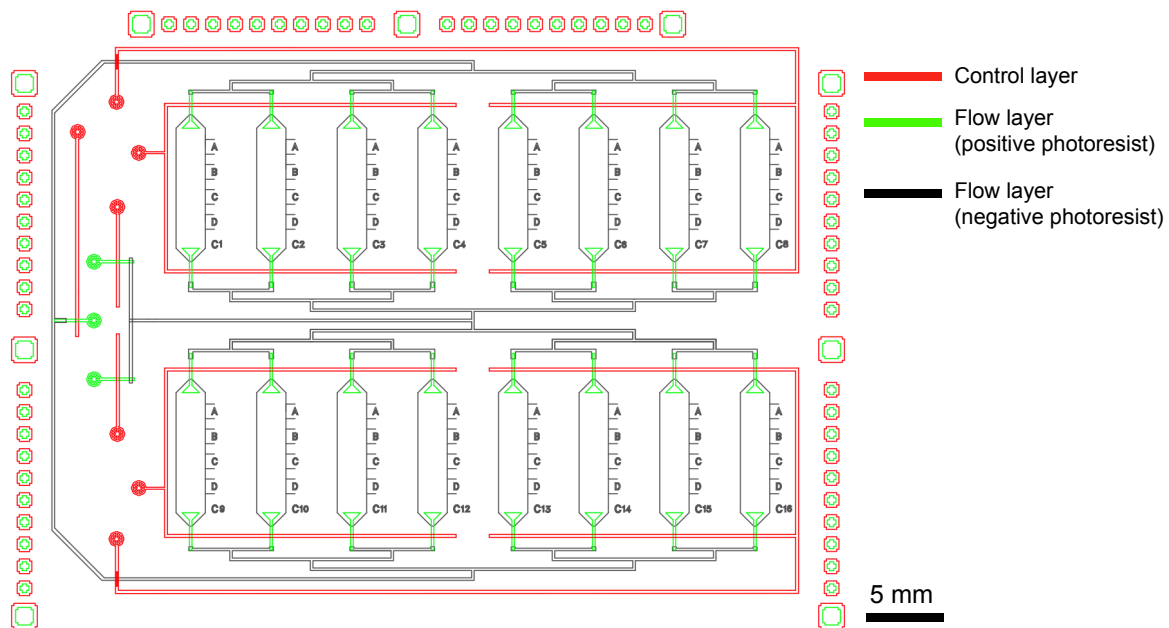 Control layer
Flow layer
(positive photoresist)
Flow layer
(negative photoresist)
A A A A A A A A
B B B B B B B B
C C C C C C C C
D D D D D D D D
C1 C2 C3 C4 C5 C6 C7 C8
A A A A A A A A
B B B B B B B B
C C C C C C C C
D D D D D D D D
C9 C10 C11 C12 C13 C14 C15 C16
5 mm